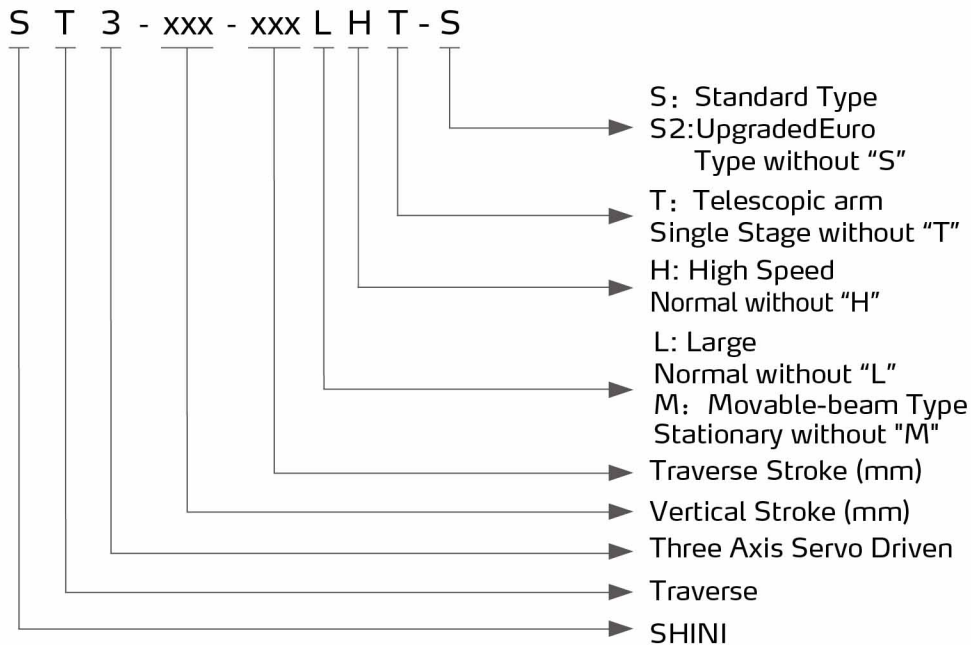 S T 3 - xxx - xxx L H T - S
S: Standard Type
S2:UpgradedEuro
Type without “S”
T: Telescopic arm
Single Stage without “T”
H: High Speed
Normal without “H”
L: Large
Normal without “L”
M: Movable-beam Type
Stationary without "M"
Traverse Stroke (mm)
Vertical Stroke (mm)
Three Axis Servo Driven
Traverse
SHINI